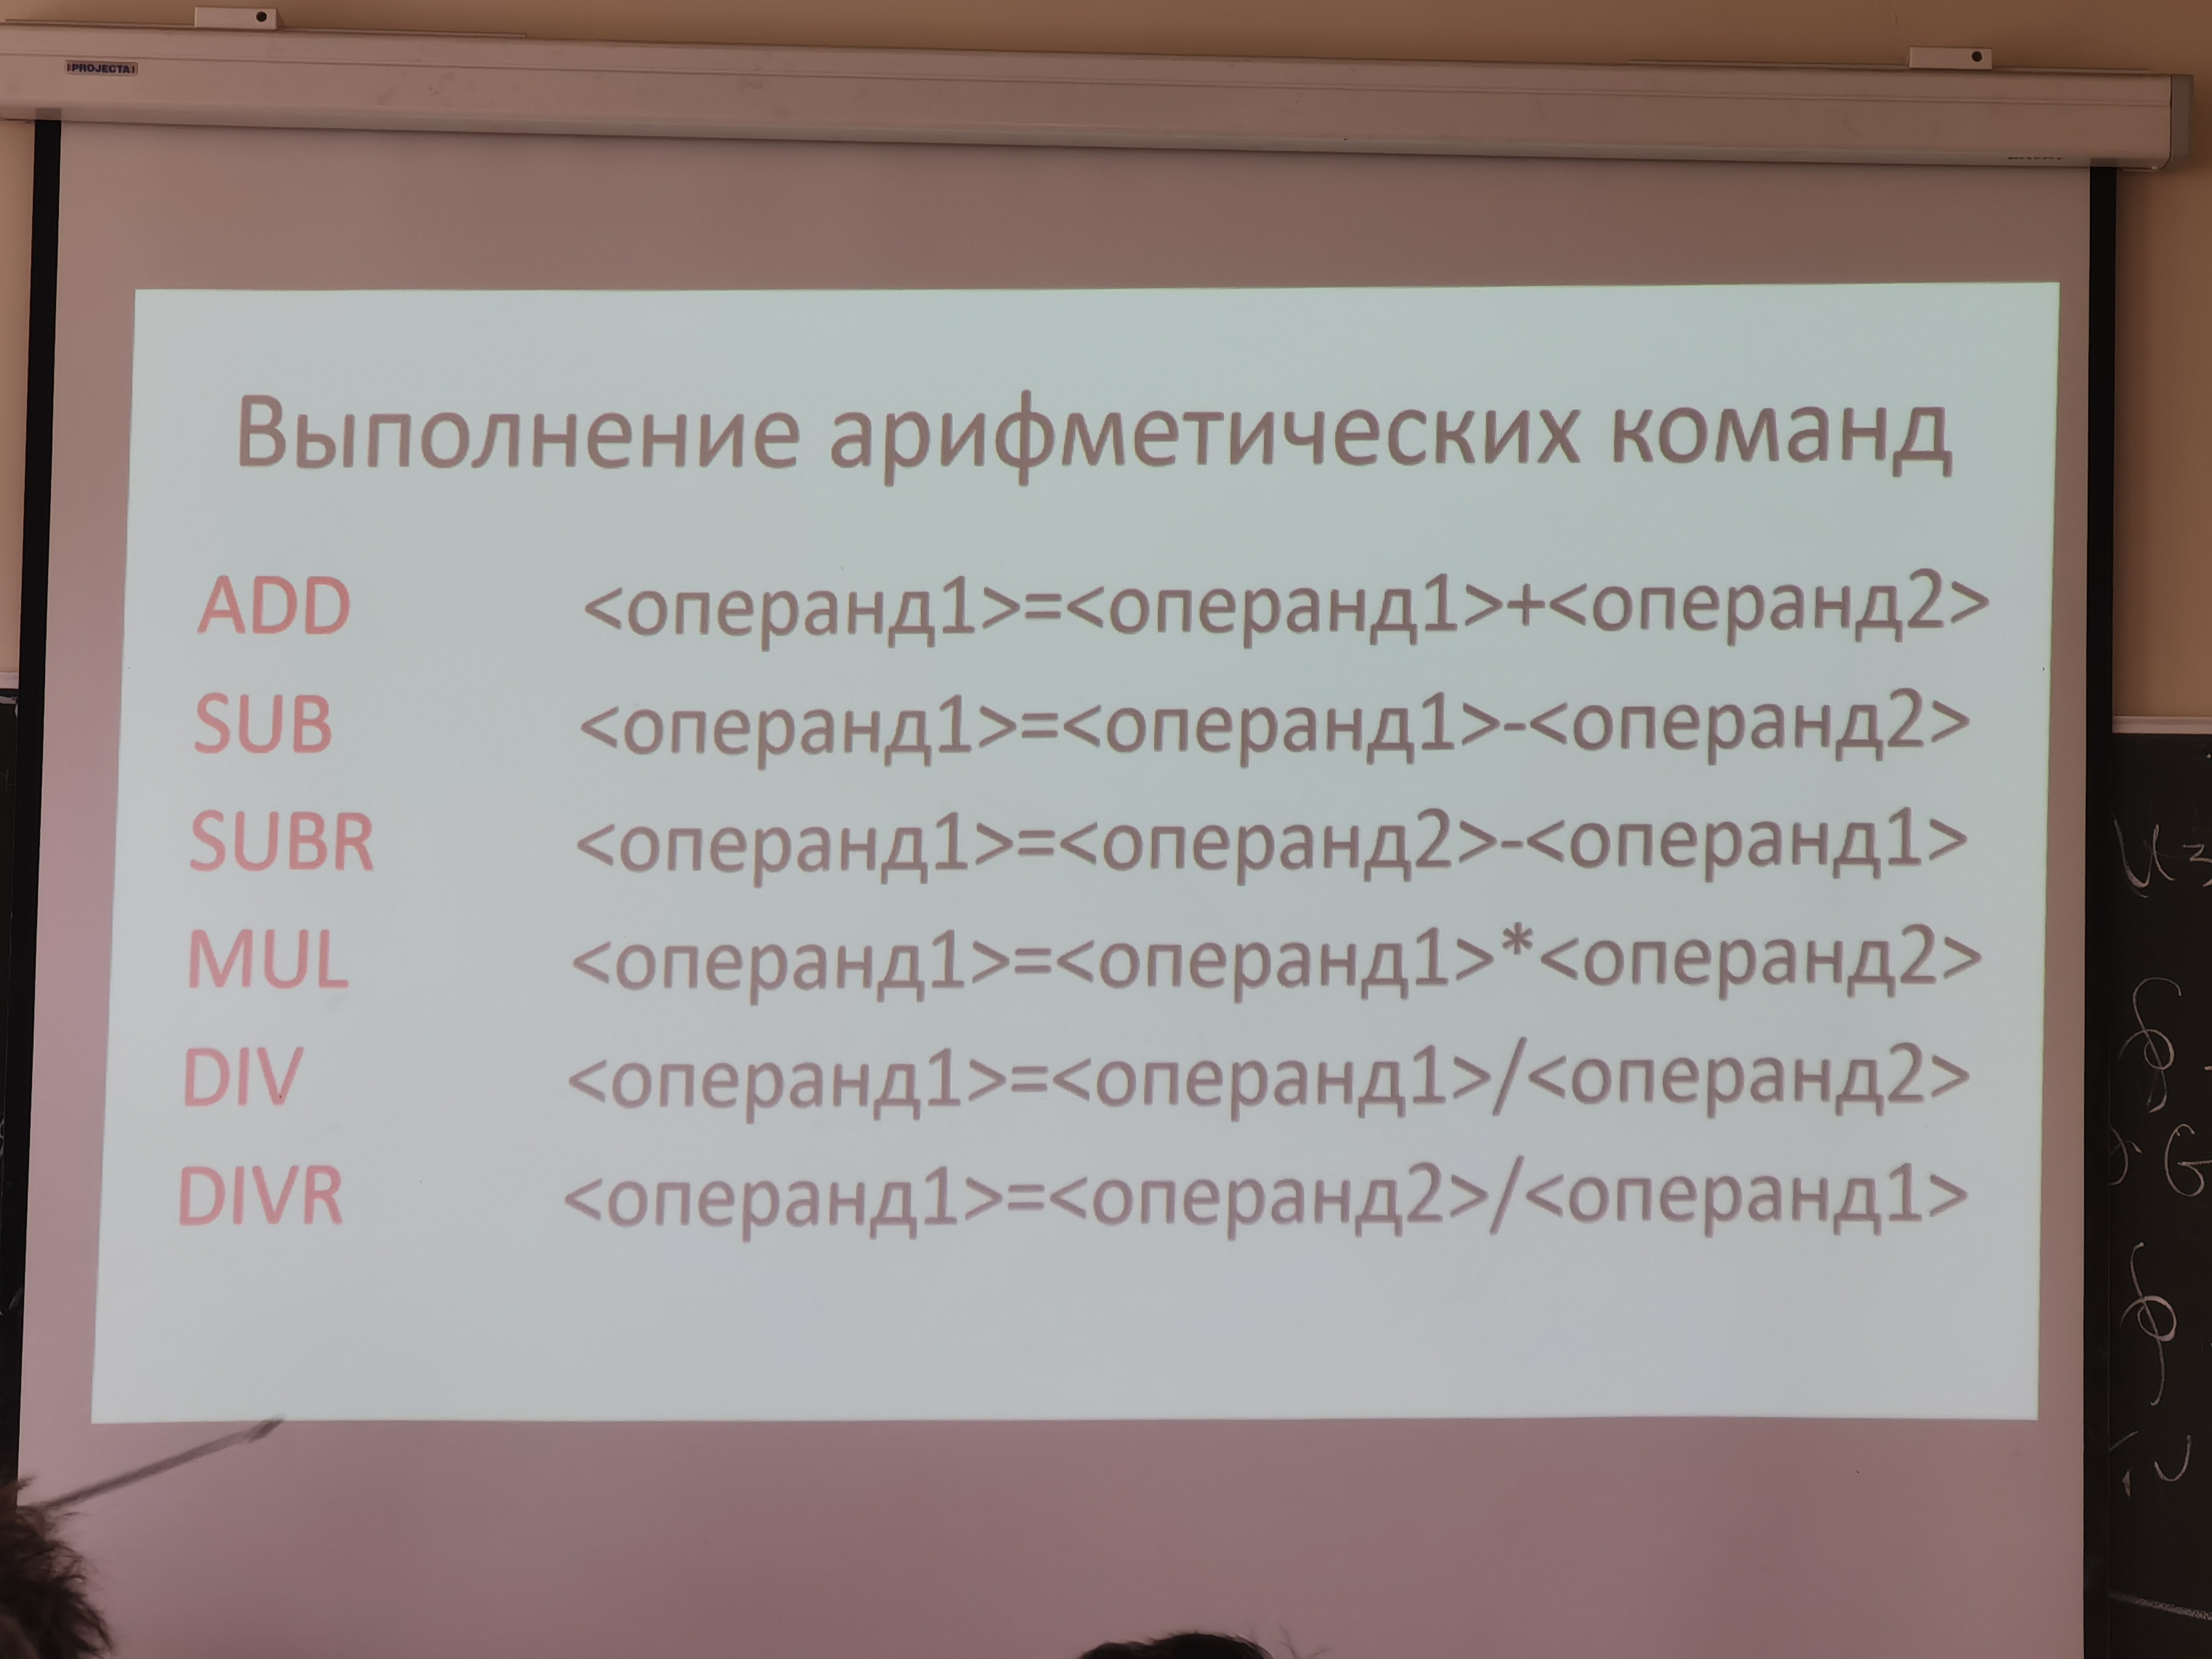 PROJECTA
Выполнение арифметических команд
ADD <операнд1>=<операнд1>+<операнд2>
SUB <операнд1>=<операнд1>-<операнд2>
SUBR <операнд1>=<операнд2>-<операнд1>
MUL <операнд1>=<операнд1>*<операнд2>
DIV <операнд1>=<операнд1>/<операнд2>
DIVR <операнд1>=<операнд2>/<операнд1>